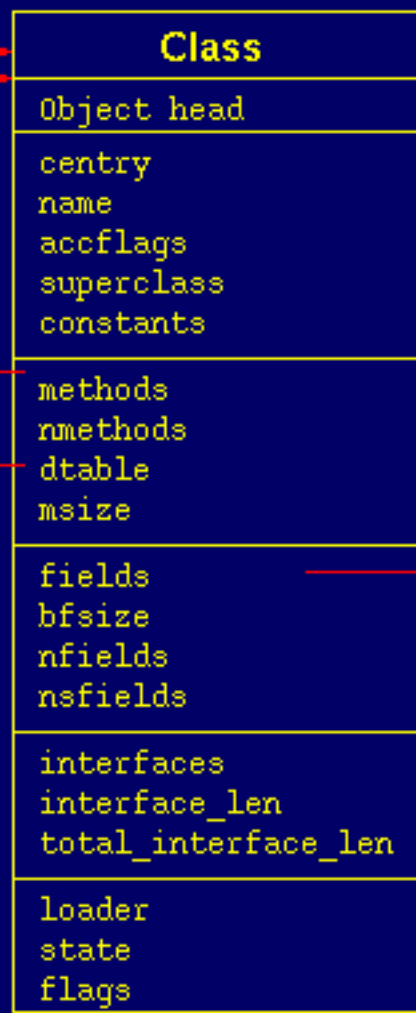 Class
Object head
centry
name
accflags
superclass
constants
methods
nmethods
dtable
msize
fields
bfsize
nfields
nsfields
interfaces
interface_len
total_interface_len
loader
state
flags